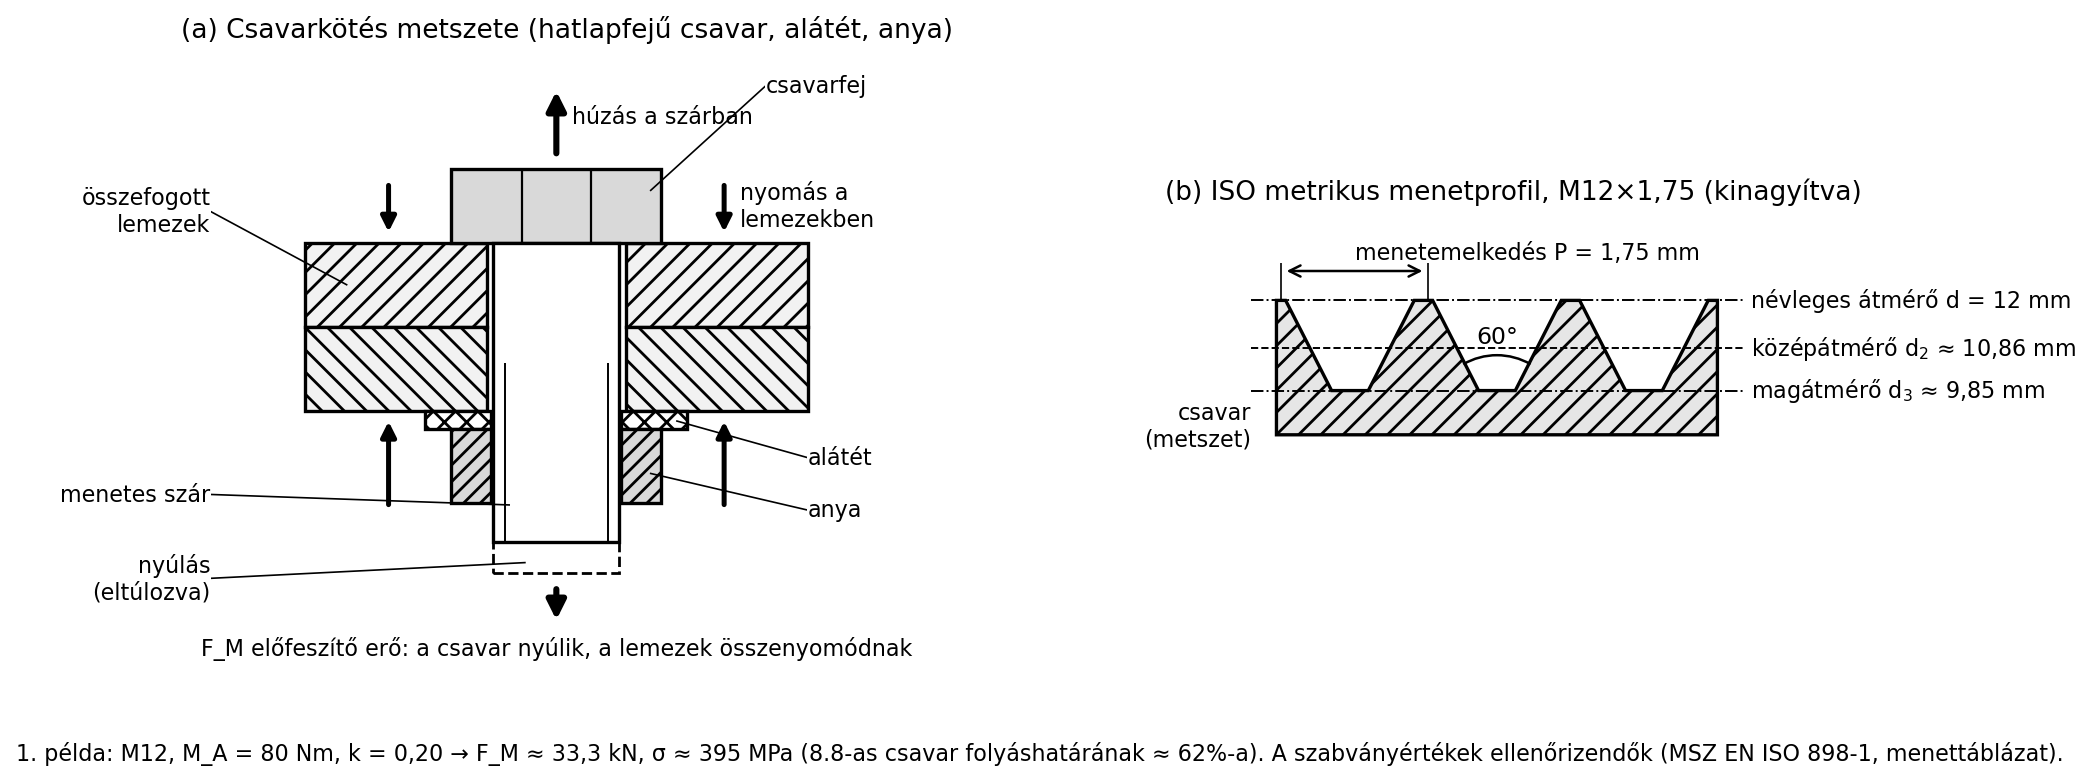 (a) Csavarkötés metszete (hatlapfejű csavar, alátét, anya)
csavarfej
húzás a szárban
összefogott
lemezek
nyomás a
lemezekben
alátét
menetes szár
anya
nyúlás
(eltúlozva)
F_M előfeszítő erő: a csavar nyúlik, a lemezek összenyomódnak
(b) ISO metrikus menetprofil, M12×1,75 (kinagyítva)
menetemelkedés P = 1,75 mm
névleges átmérő d = 12 mm
60°
középátmérő d₂ ≈ 10,86 mm
magátmérő d₃ ≈ 9,85 mm
csavar
(metszet)
1. példa: M12, M_A = 80 Nm, k = 0,20 → F_M ≈ 33,3 kN, σ ≈ 395 MPa (8.8-as csavar folyáshatárának ≈ 62%-a). A szabványértékek ellenőrizendők (MSZ EN ISO 898-1, menettáblázat).